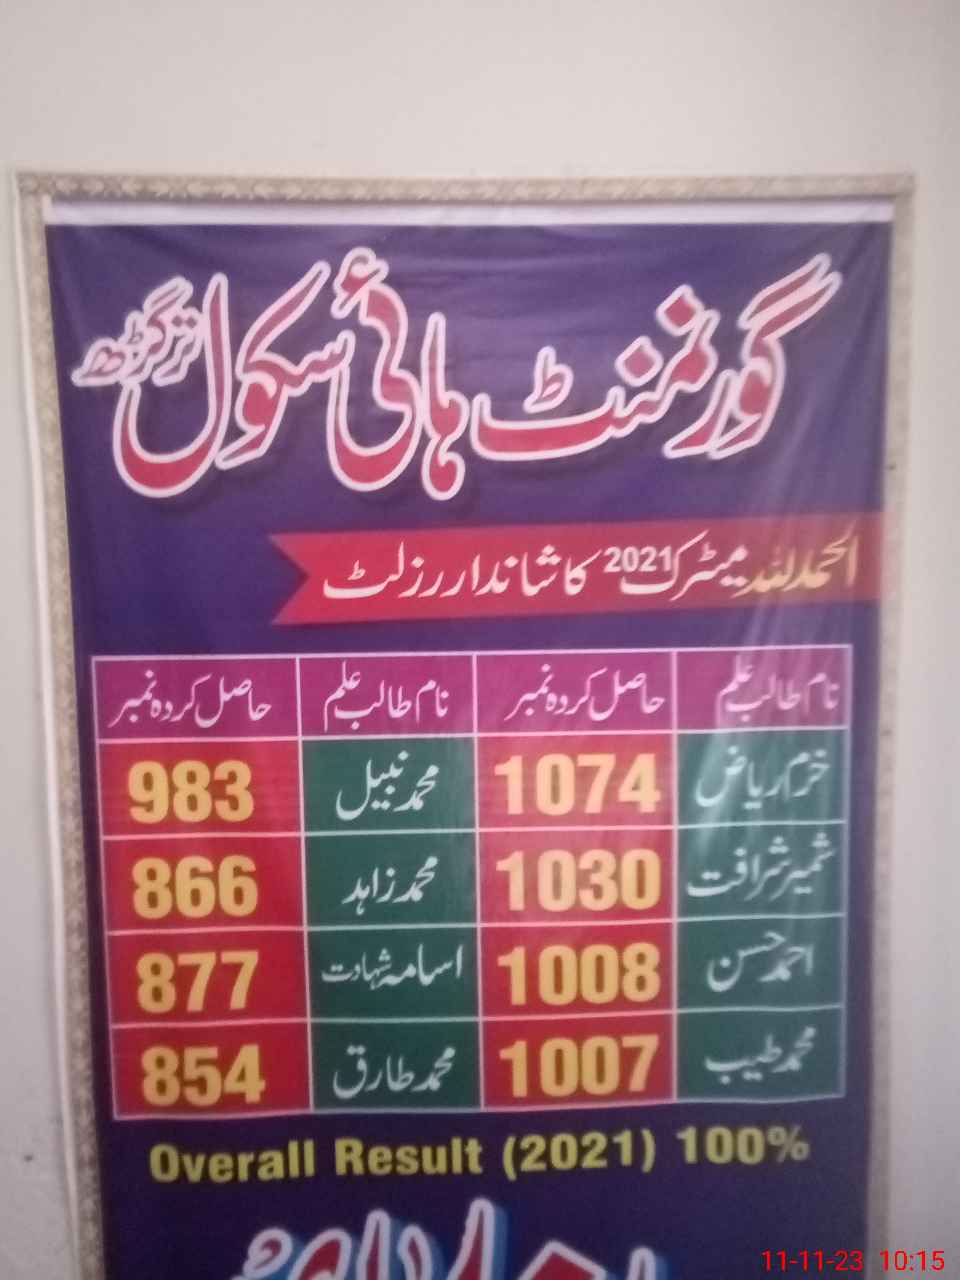 گورنمنٹ ہائی سکول ترگڑھ
الحمدللہ میٹرک 2021 کا شاندار رزلٹ
نام طالب علم حاصل کردہ نمبر نام طالب علم حاصل کردہ نمبر
خرم ریاض 1074 محمد نبیل 983
شمیر شرافت 1030 محمد زاہد 866
احمد حسن 1008 اسامہ شہادت 877
محمد طیب 1007 محمد طارق 854
Overall Result (2021) 100%
11-11-23 10:15